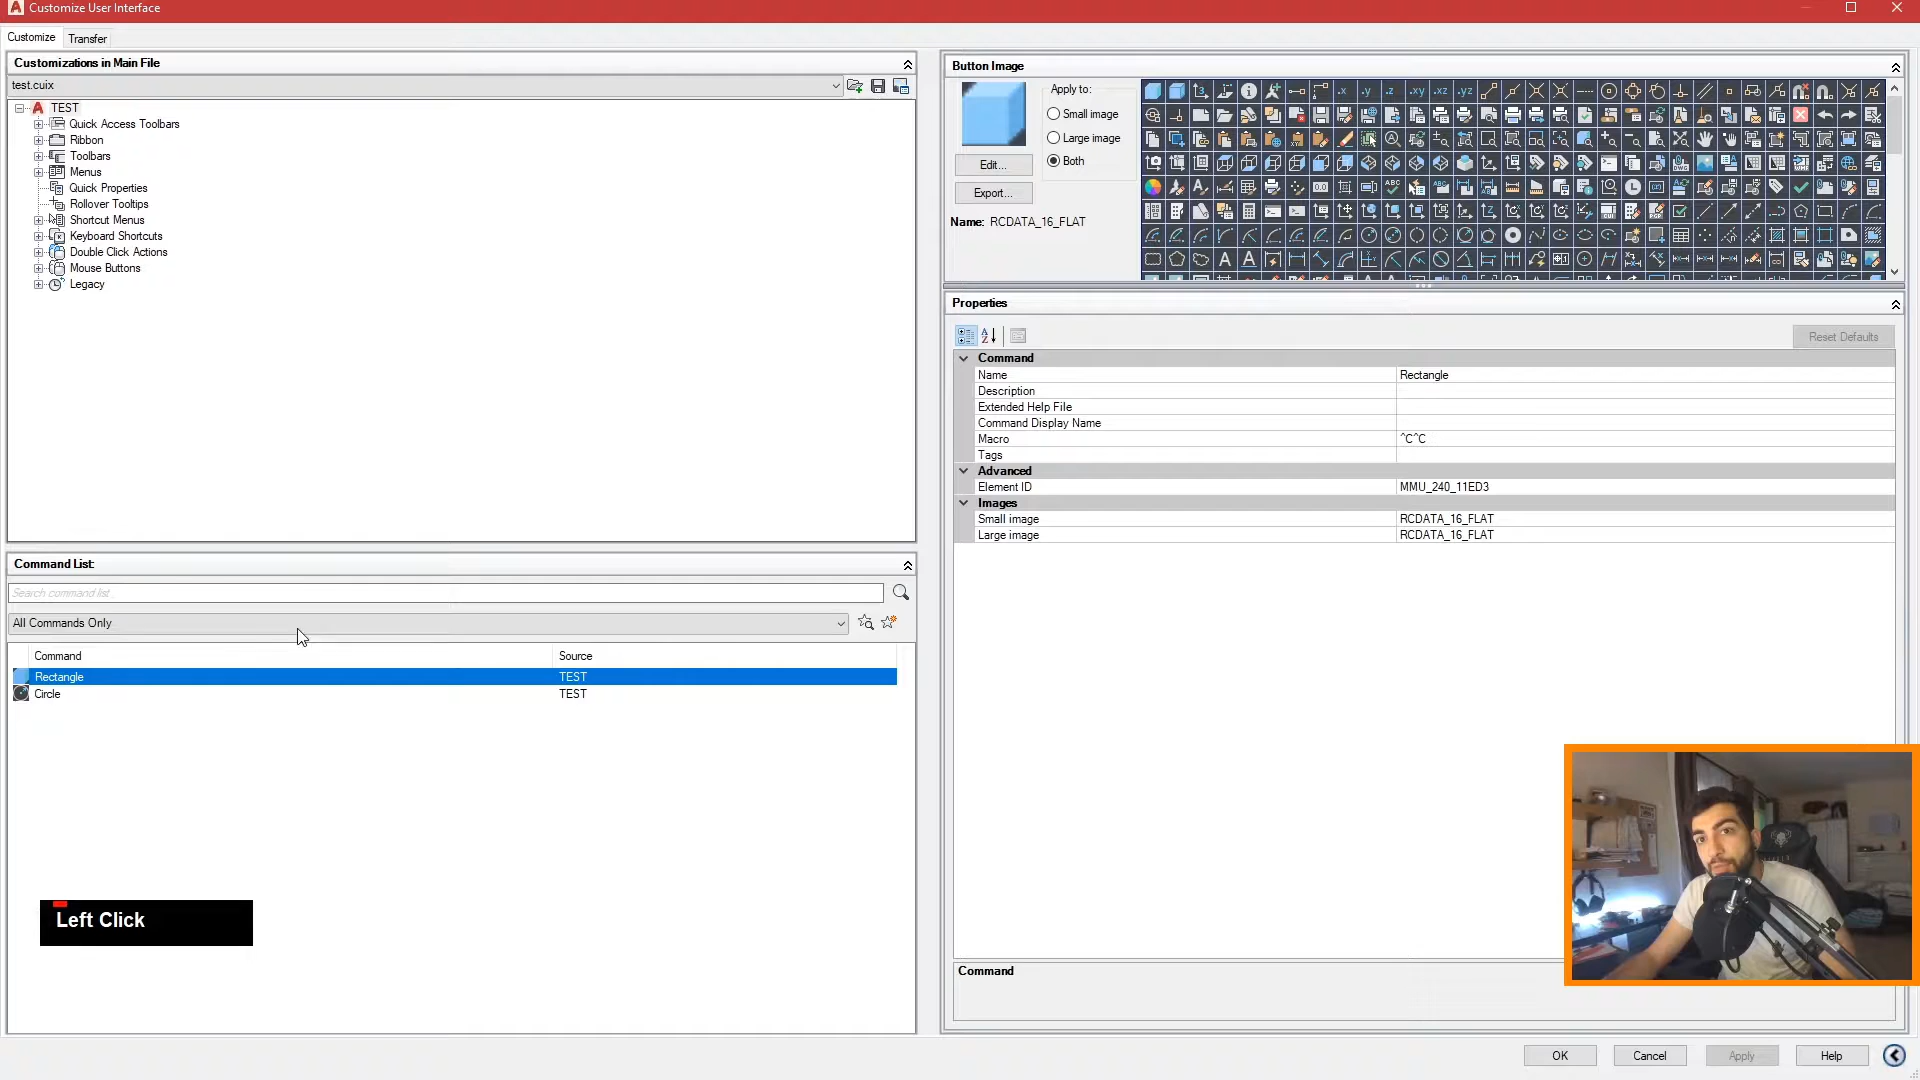 Customize User Interface
Customize
Transfer
Customizations in Main File
test.cuix
TEST
Quick Access Toolbars
Ribbon
Toolbars
Menus
Quick Properties
Rollover Tooltips
Shortcut Menus
Keyboard Shortcuts
Double Click Actions
Mouse Buttons
Legacy
Command List:
Search command list
All Commands Only
Command Source
Rectangle TEST
Circle TEST
Left Click
Button Image
Apply to:
Small image
Large image
Both
Edit...
Export...
Name: RCDATA_16_FLAT
Properties
Reset Defaults
Command
Name Rectangle
Description
Extended Help File
Command Display Name
Macro ^C^C
Tags
Advanced
Element ID MMU_240_11ED3
Images
Small image RCDATA_16_FLAT
Large image RCDATA_16_FLAT
Command
OK
Cancel
Apply
Help